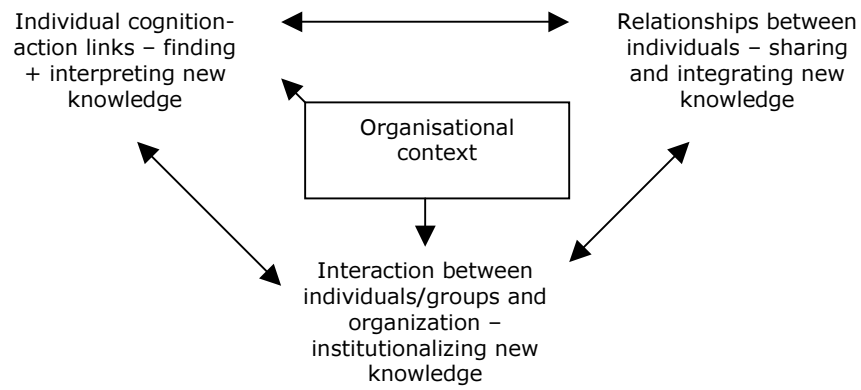 Individual cognition-
action links – finding
+ interpreting new
knowledge
Relationships between
individuals – sharing
and integrating new
knowledge
Organisational
context
Interaction between
individuals/groups and
organization –
institutionalizing new
knowledge